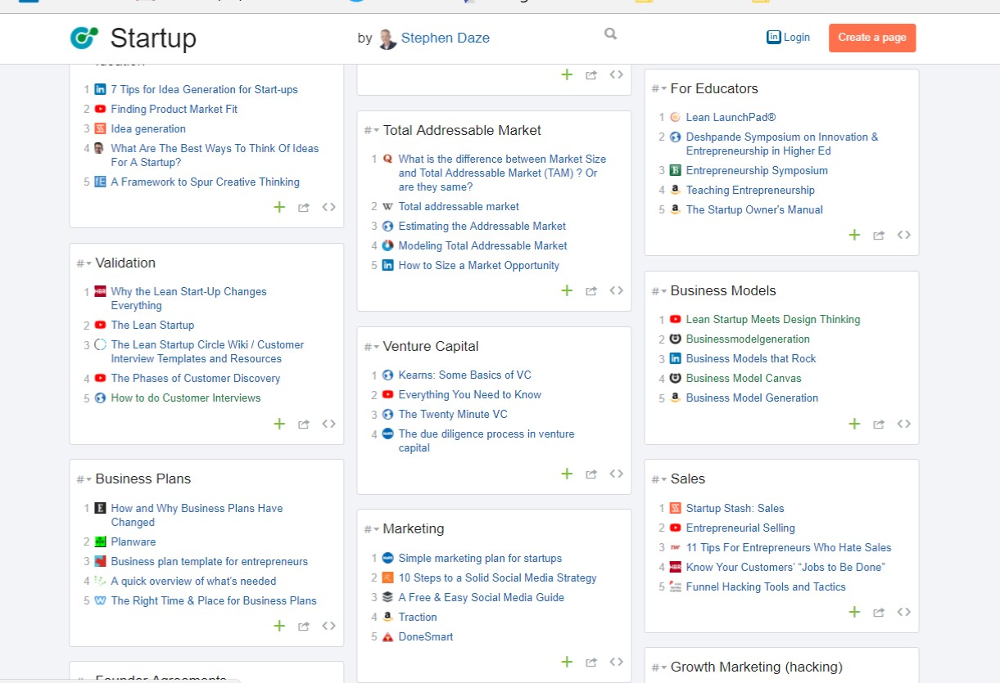 Startup
by Stephen Daze
Login
Create a page
Ideation
1 7 Tips for Idea Generation for Start-ups
2 Finding Product Market Fit
3 Idea generation
4 What Are The Best Ways To Think Of Ideas
For A Startup?
5 A Framework to Spur Creative Thinking
# Validation
1 HBR Why the Lean Start-Up Changes
Everything
2 The Lean Startup
3 The Lean Startup Circle Wiki / Customer
Interview Templates and Resources
4 The Phases of Customer Discovery
5 How to do Customer Interviews
# Business Plans
1 E How and Why Business Plans Have
Changed
2 Planware
3 Business plan template for entrepreneurs
4 A quick overview of what's needed
5 W The Right Time & Place for Business Plans
Founder Agreements
# Total Addressable Market
1 Q What is the difference between Market Size
and Total Addressable Market (TAM) ? Or
are they same?
2 W Total addressable market
3 Estimating the Addressable Market
4 Modeling Total Addressable Market
5 in How to Size a Market Opportunity
# Venture Capital
1 Kearns: Some Basics of VC
2 Everything You Need to Know
3 The Twenty Minute VC
4 The due diligence process in venture
capital
# Marketing
1 Simple marketing plan for startups
2 10 Steps to a Solid Social Media Strategy
3 A Free & Easy Social Media Guide
4 a Traction
5 DoneSmart
# For Educators
1 Lean LaunchPad®
2 Deshpande Symposium on Innovation &
Entrepreneurship in Higher Ed
3 Entrepreneurship Symposium
4 a Teaching Entrepreneurship
5 a The Startup Owner's Manual
# Business Models
1 Lean Startup Meets Design Thinking
2 Businessmodelgeneration
3 in Business Models that Rock
4 Business Model Canvas
5 a Business Model Generation
# Sales
1 Startup Stash: Sales
2 Entrepreneurial Selling
3 11 Tips For Entrepreneurs Who Hate Sales
4 HBR Know Your Customers' “Jobs to Be Done”
5 Funnel Hacking Tools and Tactics
# Growth Marketing (hacking)